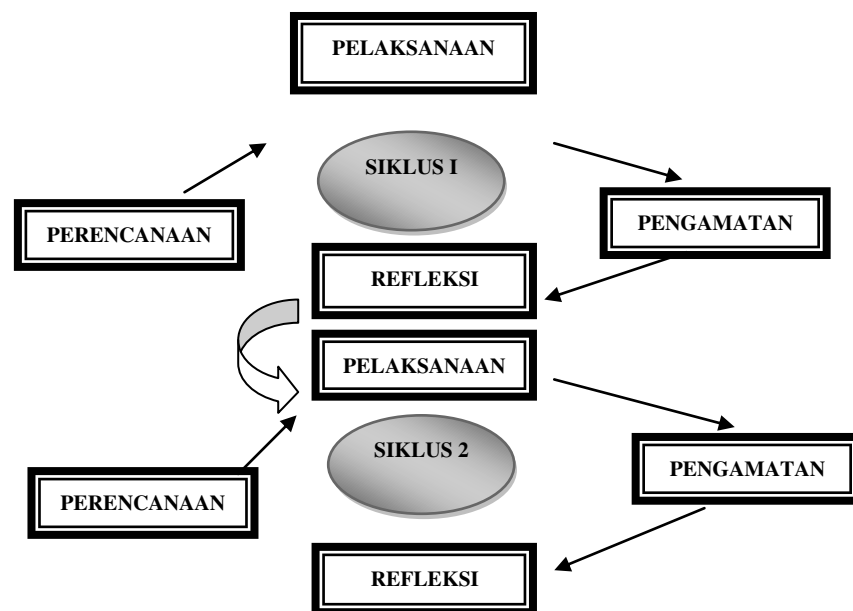 PELAKSANAAN
SIKLUS I
PERENCANAAN
PENGAMATAN
REFLEKSI
PELAKSANAAN
SIKLUS 2
PERENCANAAN
PENGAMATAN
REFLEKSI